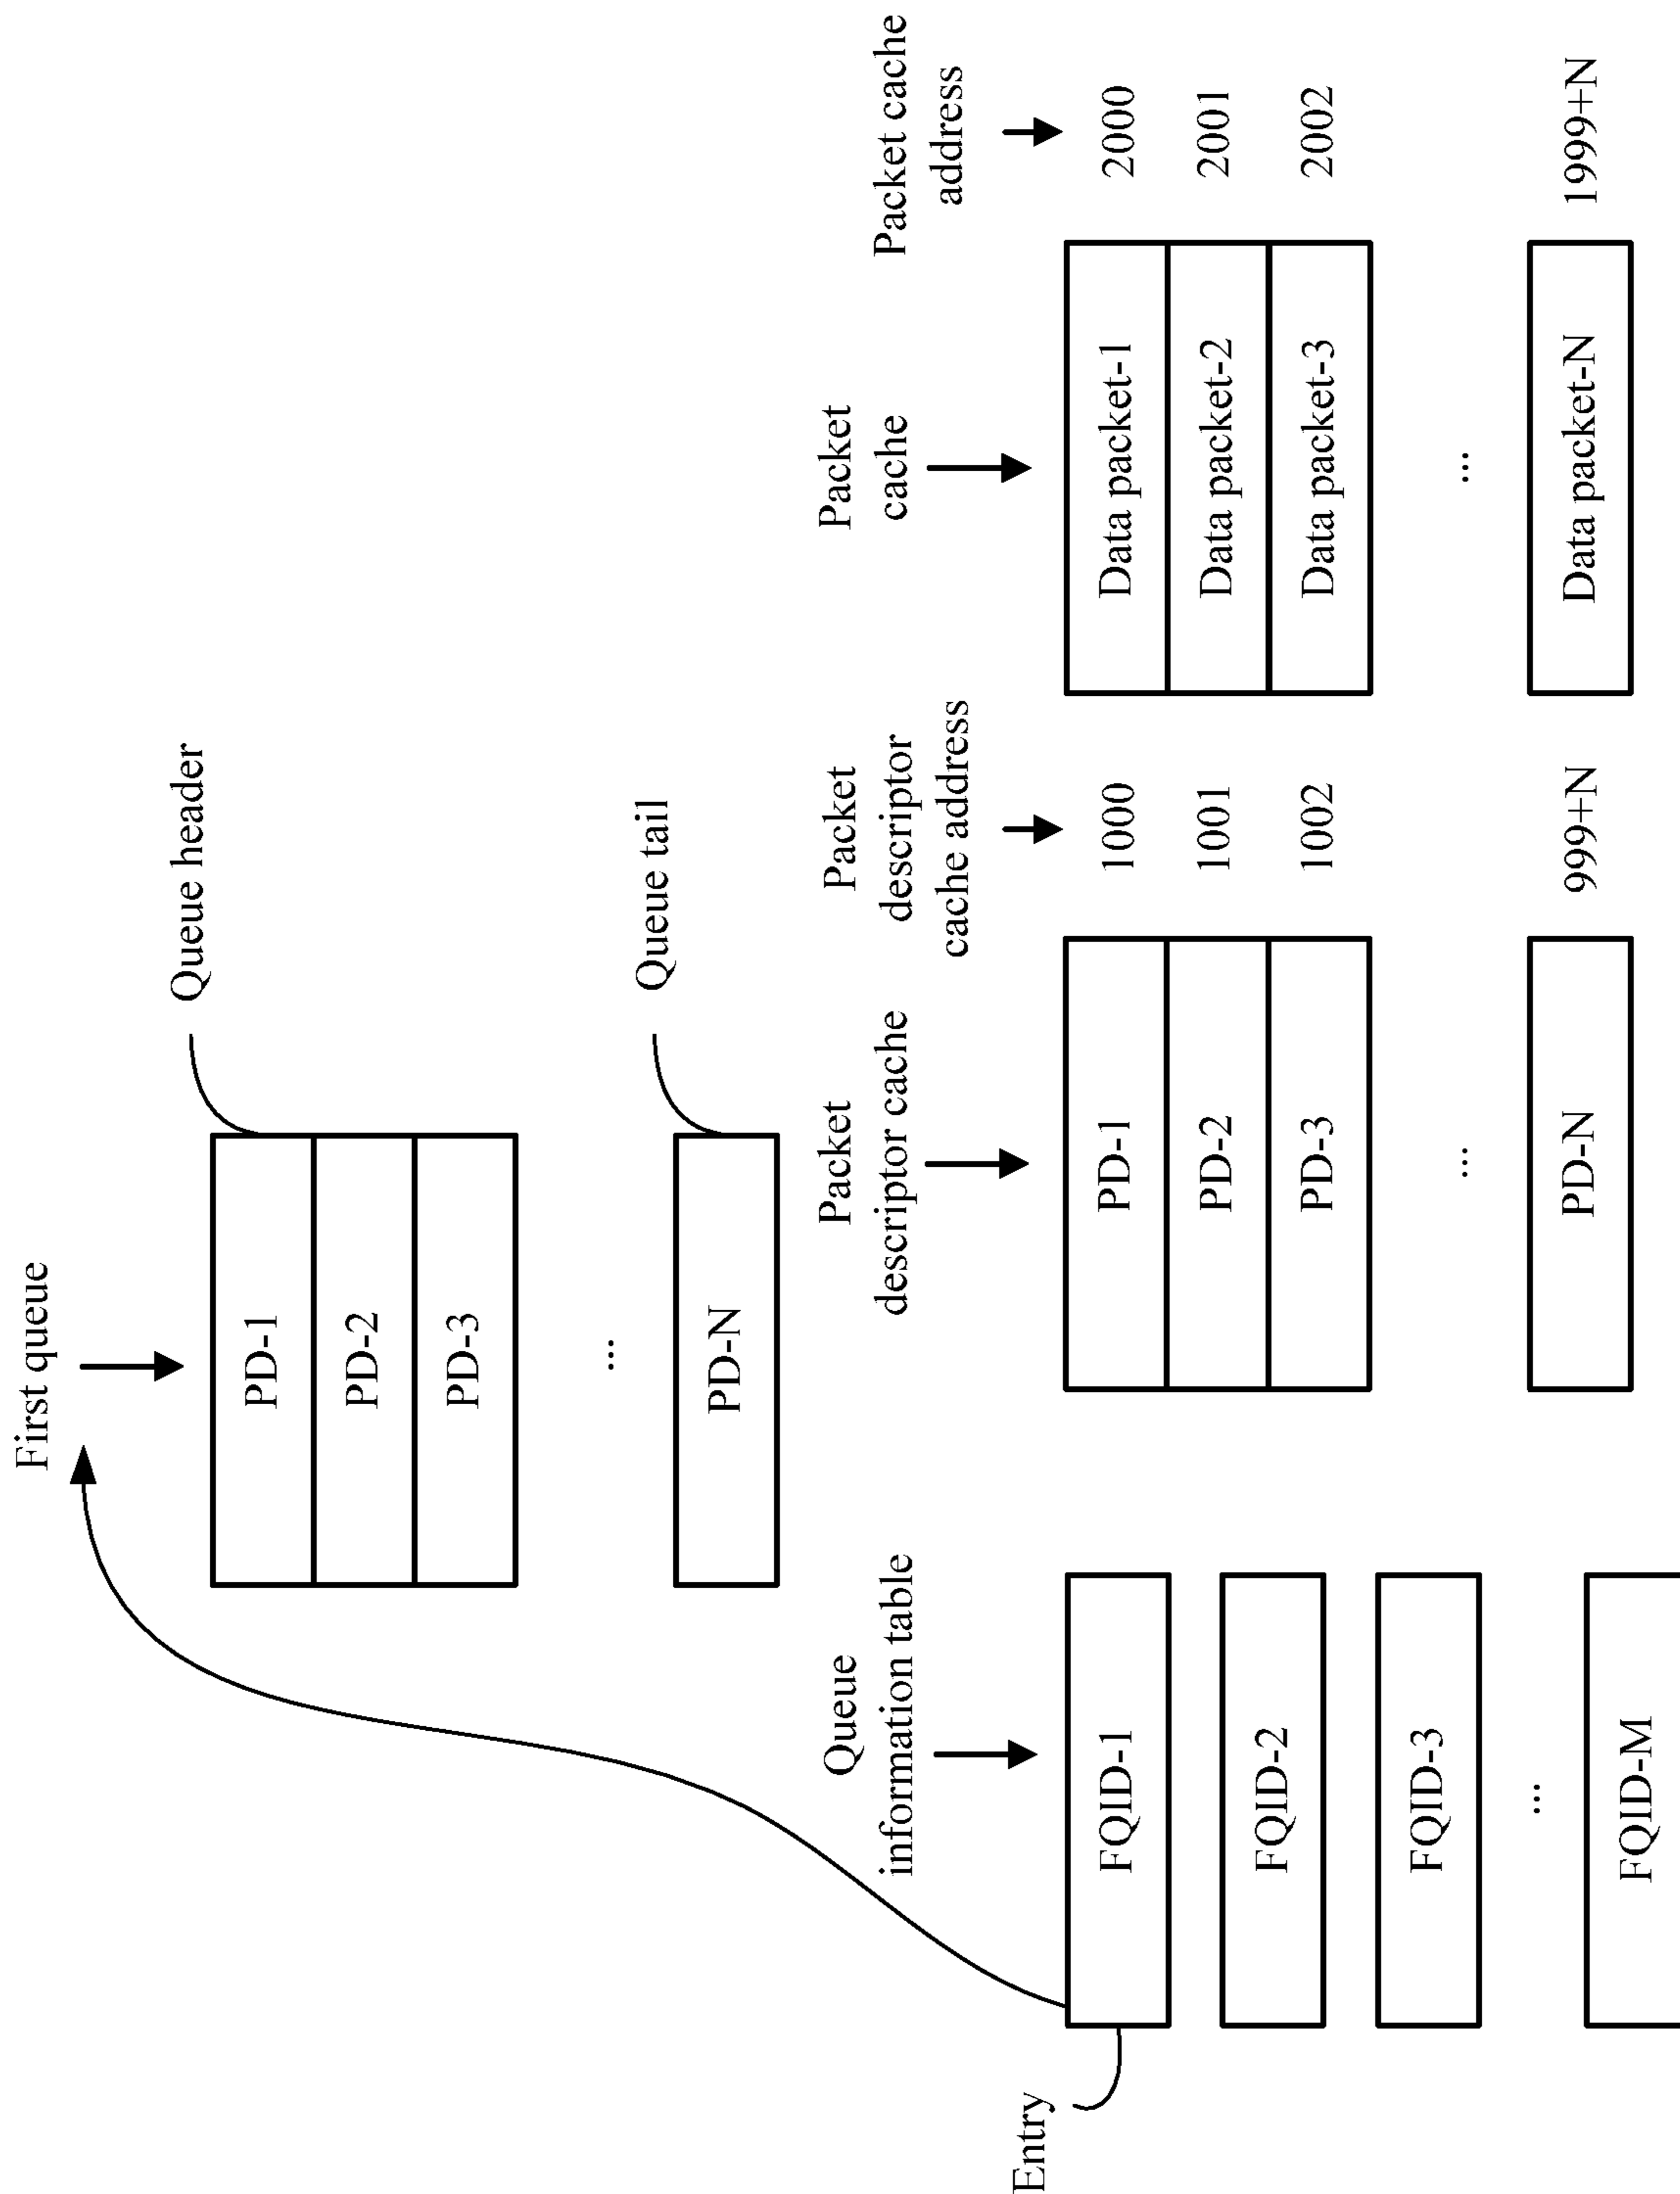 First queue
PD-1
PD-2
PD-3
...
PD-N
Queue header
Queue tail
Entry
Queue
information table
FQID-1
FQID-2
FQID-3
...
FQID-M
Packet
descriptor cache
PD-1
PD-2
PD-3
...
PD-N
Packet
descriptor
cache address
1000
1001
1002
999+N
Packet
cache
Data packet-1
Data packet-2
Data packet-3
...
Data packet-N
Packet cache
address
2000
2001
2002
1999+N